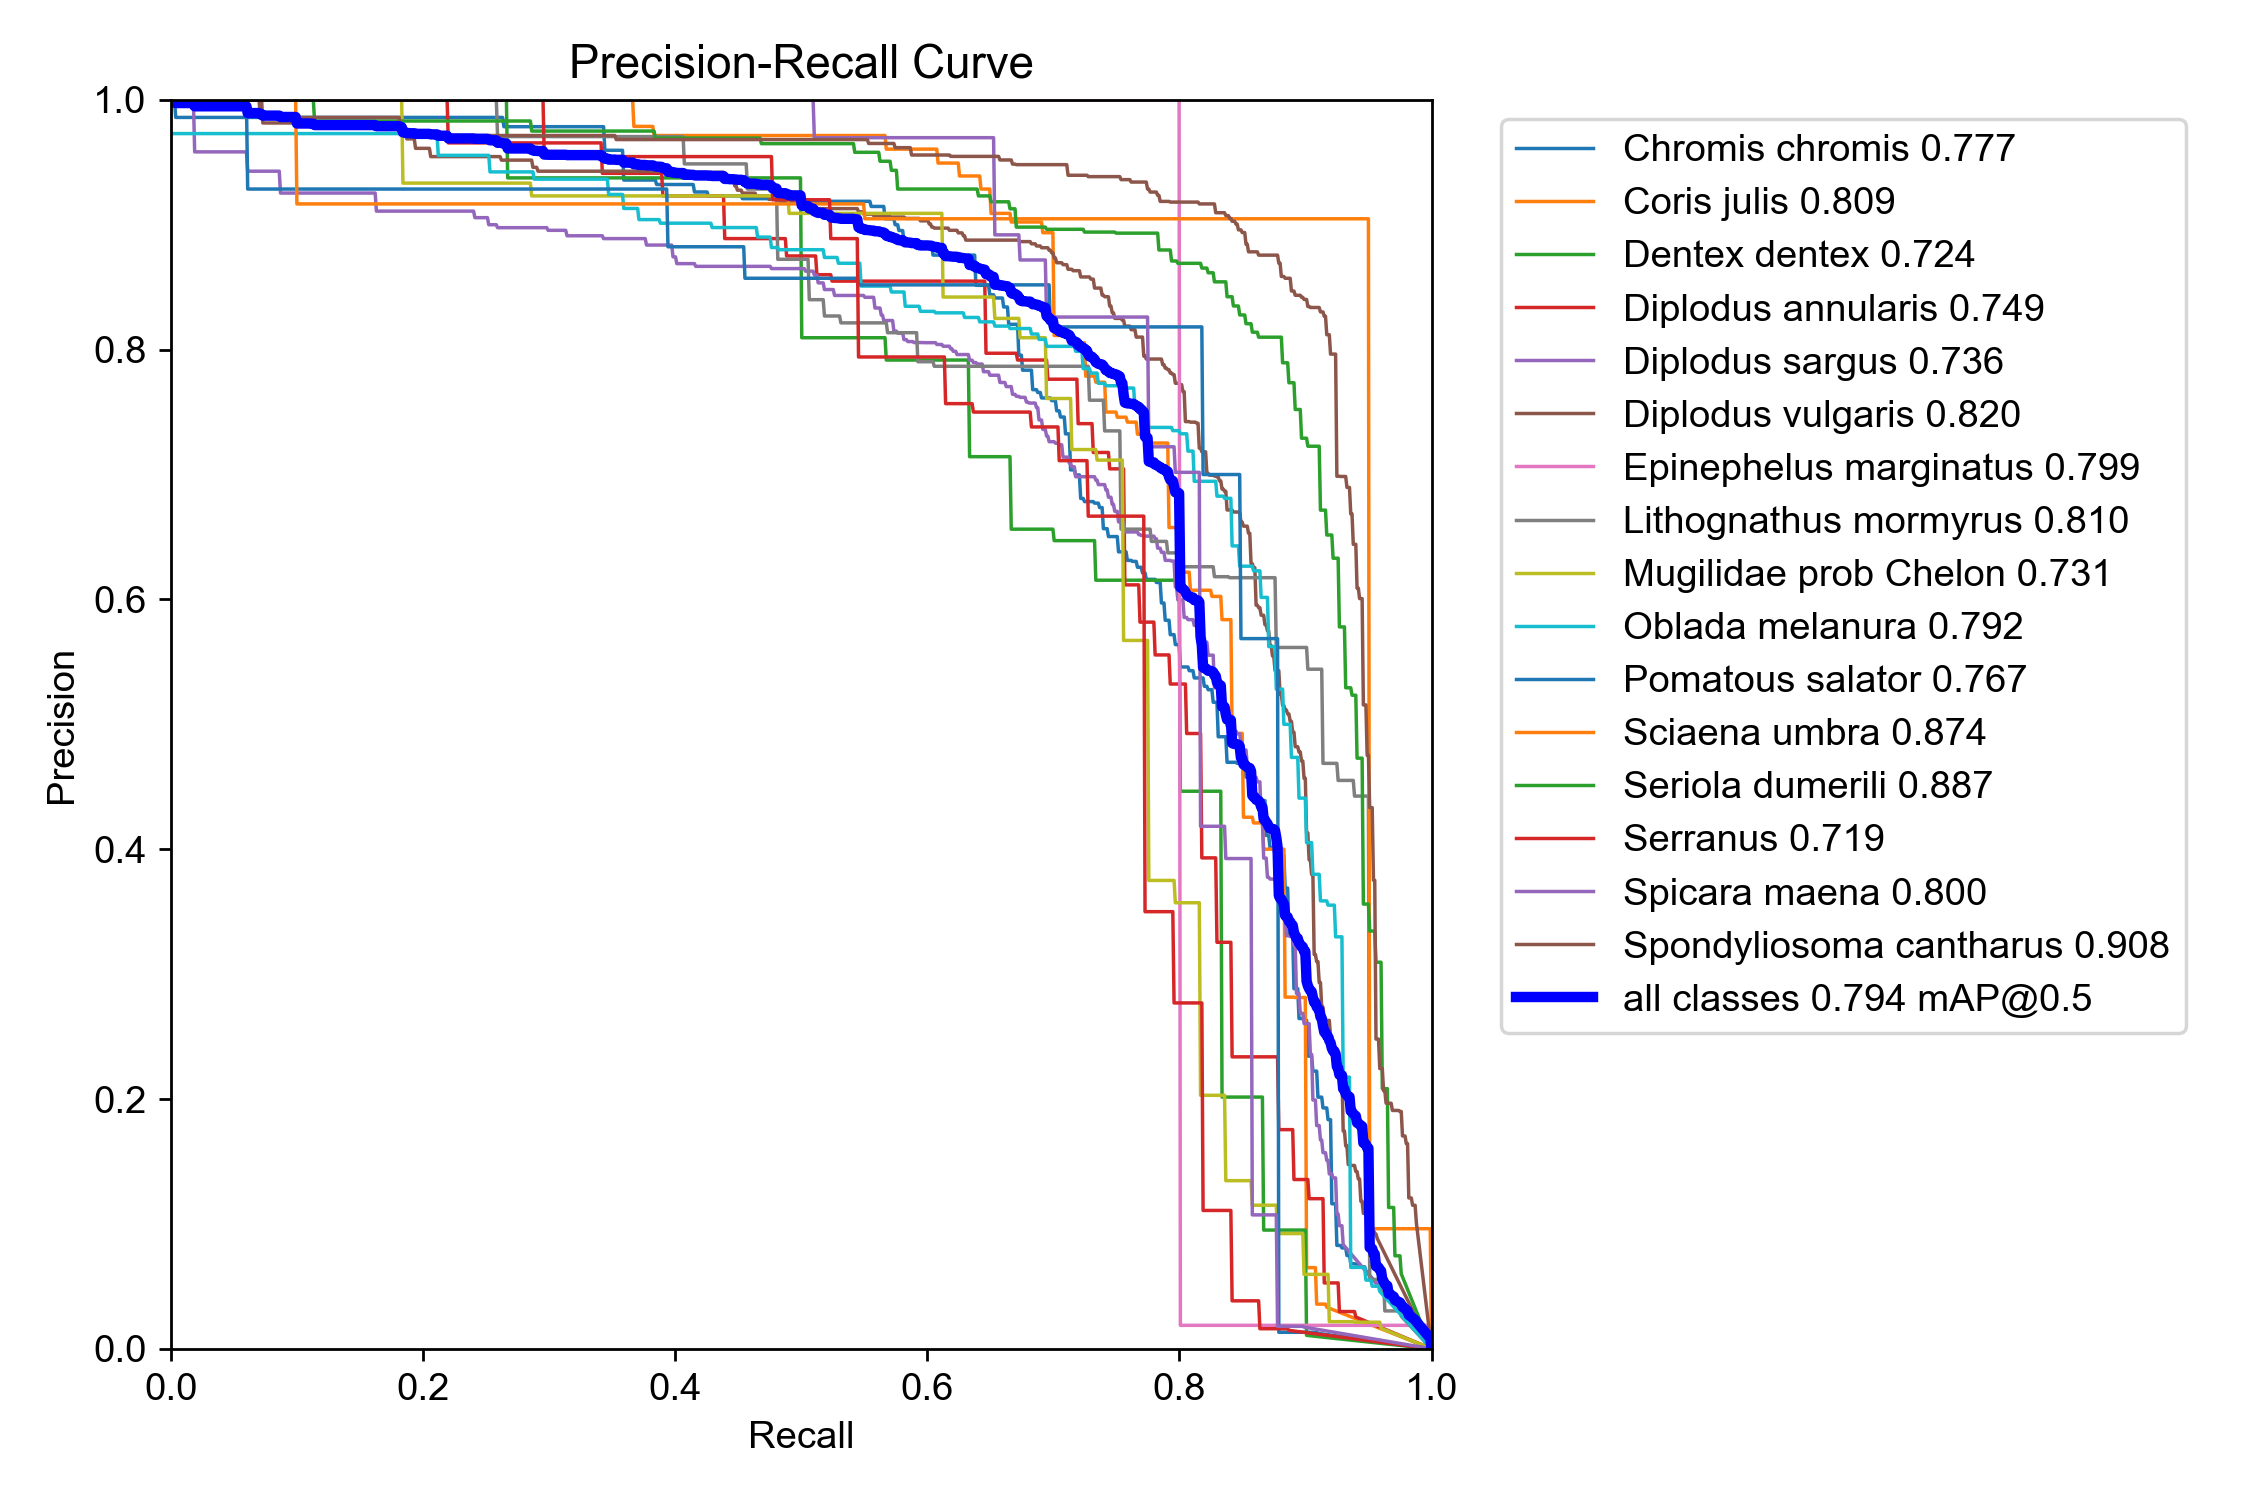 Precision-Recall Curve
1.0
0.8
0.6
0.4
0.2
0.0
Precision
0.0 0.2 0.4 0.6 0.8 1.0
Recall
Chromis chromis 0.777
Coris julis 0.809
Dentex dentex 0.724
Diplodus annularis 0.749
Diplodus sargus 0.736
Diplodus vulgaris 0.820
Epinephelus marginatus 0.799
Lithognathus mormyrus 0.810
Mugilidae prob Chelon 0.731
Oblada melanura 0.792
Pomatous salator 0.767
Sciaena umbra 0.874
Seriola dumerili 0.887
Serranus 0.719
Spicara maena 0.800
Spondyliosoma cantharus 0.908
all classes 0.794 mAP@0.5